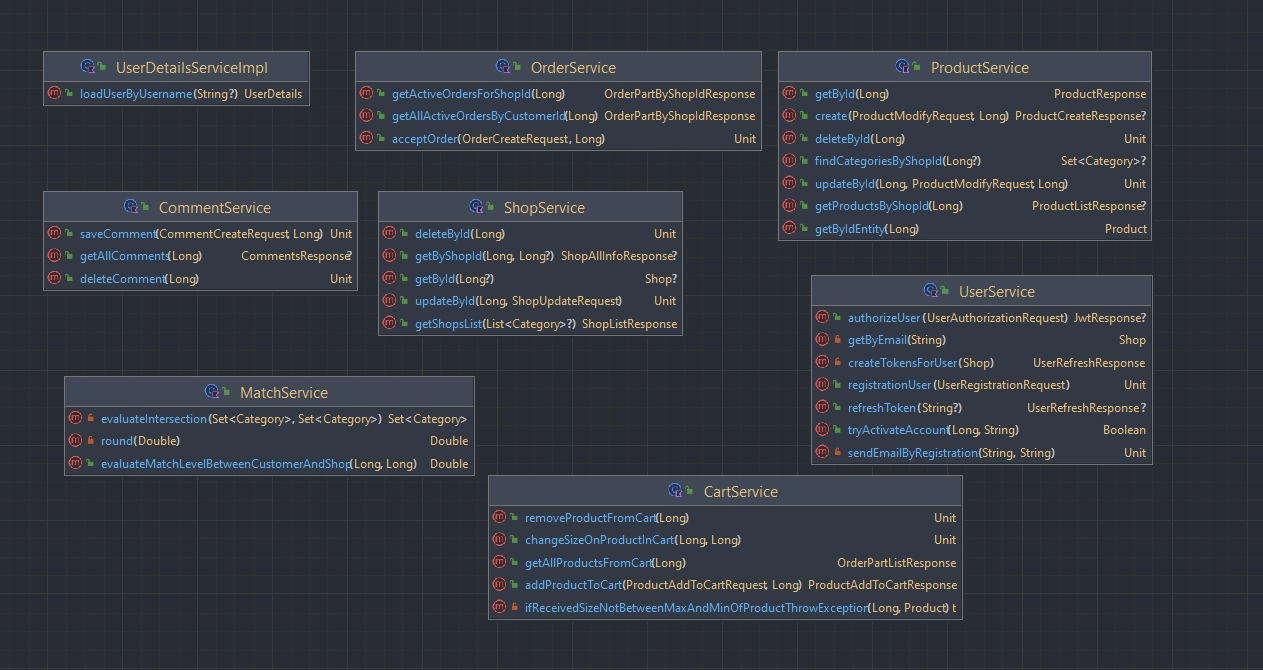 UserDetailsServiceImpl
loadUserByUsername(String?) UserDetails
OrderService
getActiveOrdersForShopId(Long) OrderPartByShopIdResponse
getAllActiveOrdersByCustomerId(Long) OrderPartByShopIdResponse
acceptOrder(OrderCreateRequest, Long) Unit
ProductService
getById(Long) ProductResponse
create(ProductModifyRequest, Long) ProductCreateResponse?
deleteById(Long) Unit
findCategoriesByShopId(Long?) Set<Category>?
updateById(Long, ProductModifyRequest, Long) Unit
getProductsByShopId(Long) ProductListResponse?
getByIdEntity(Long) Product
CommentService
saveComment(CommentCreateRequest, Long) Unit
getAllComments(Long) CommentsResponse?
deleteComment(Long) Unit
ShopService
deleteById(Long) Unit
getByShopId(Long, Long?) ShopAllInfoResponse?
getById(Long?) Shop?
updateById(Long, ShopUpdateRequest) Unit
getShopsList(List<Category>?) ShopListResponse
UserService
authorizeUser(UserAuthorizationRequest) JwtResponse?
getByEmail(String) Shop
createTokensForUser(Shop) UserRefreshResponse
registrationUser(UserRegistrationRequest) Unit
refreshToken(String?) UserRefreshResponse?
tryActivateAccount(Long, String) Boolean
sendEmailByRegistration(String, String) Unit
MatchService
evaluateIntersection(Set<Category>, Set<Category>) Set<Category>
round(Double) Double
evaluateMatchLevelBetweenCustomerAndShop(Long, Long) Double
CartService
removeProductFromCart(Long) Unit
changeSizeOnProductInCart(Long, Long) Unit
getAllProductsFromCart(Long) OrderPartListResponse
addProductToCart(ProductAddToCartRequest, Long) ProductAddToCartResponse
ifReceivedSizeNotBetweenMaxAndMinOfProductThrowException(Long, Product) t